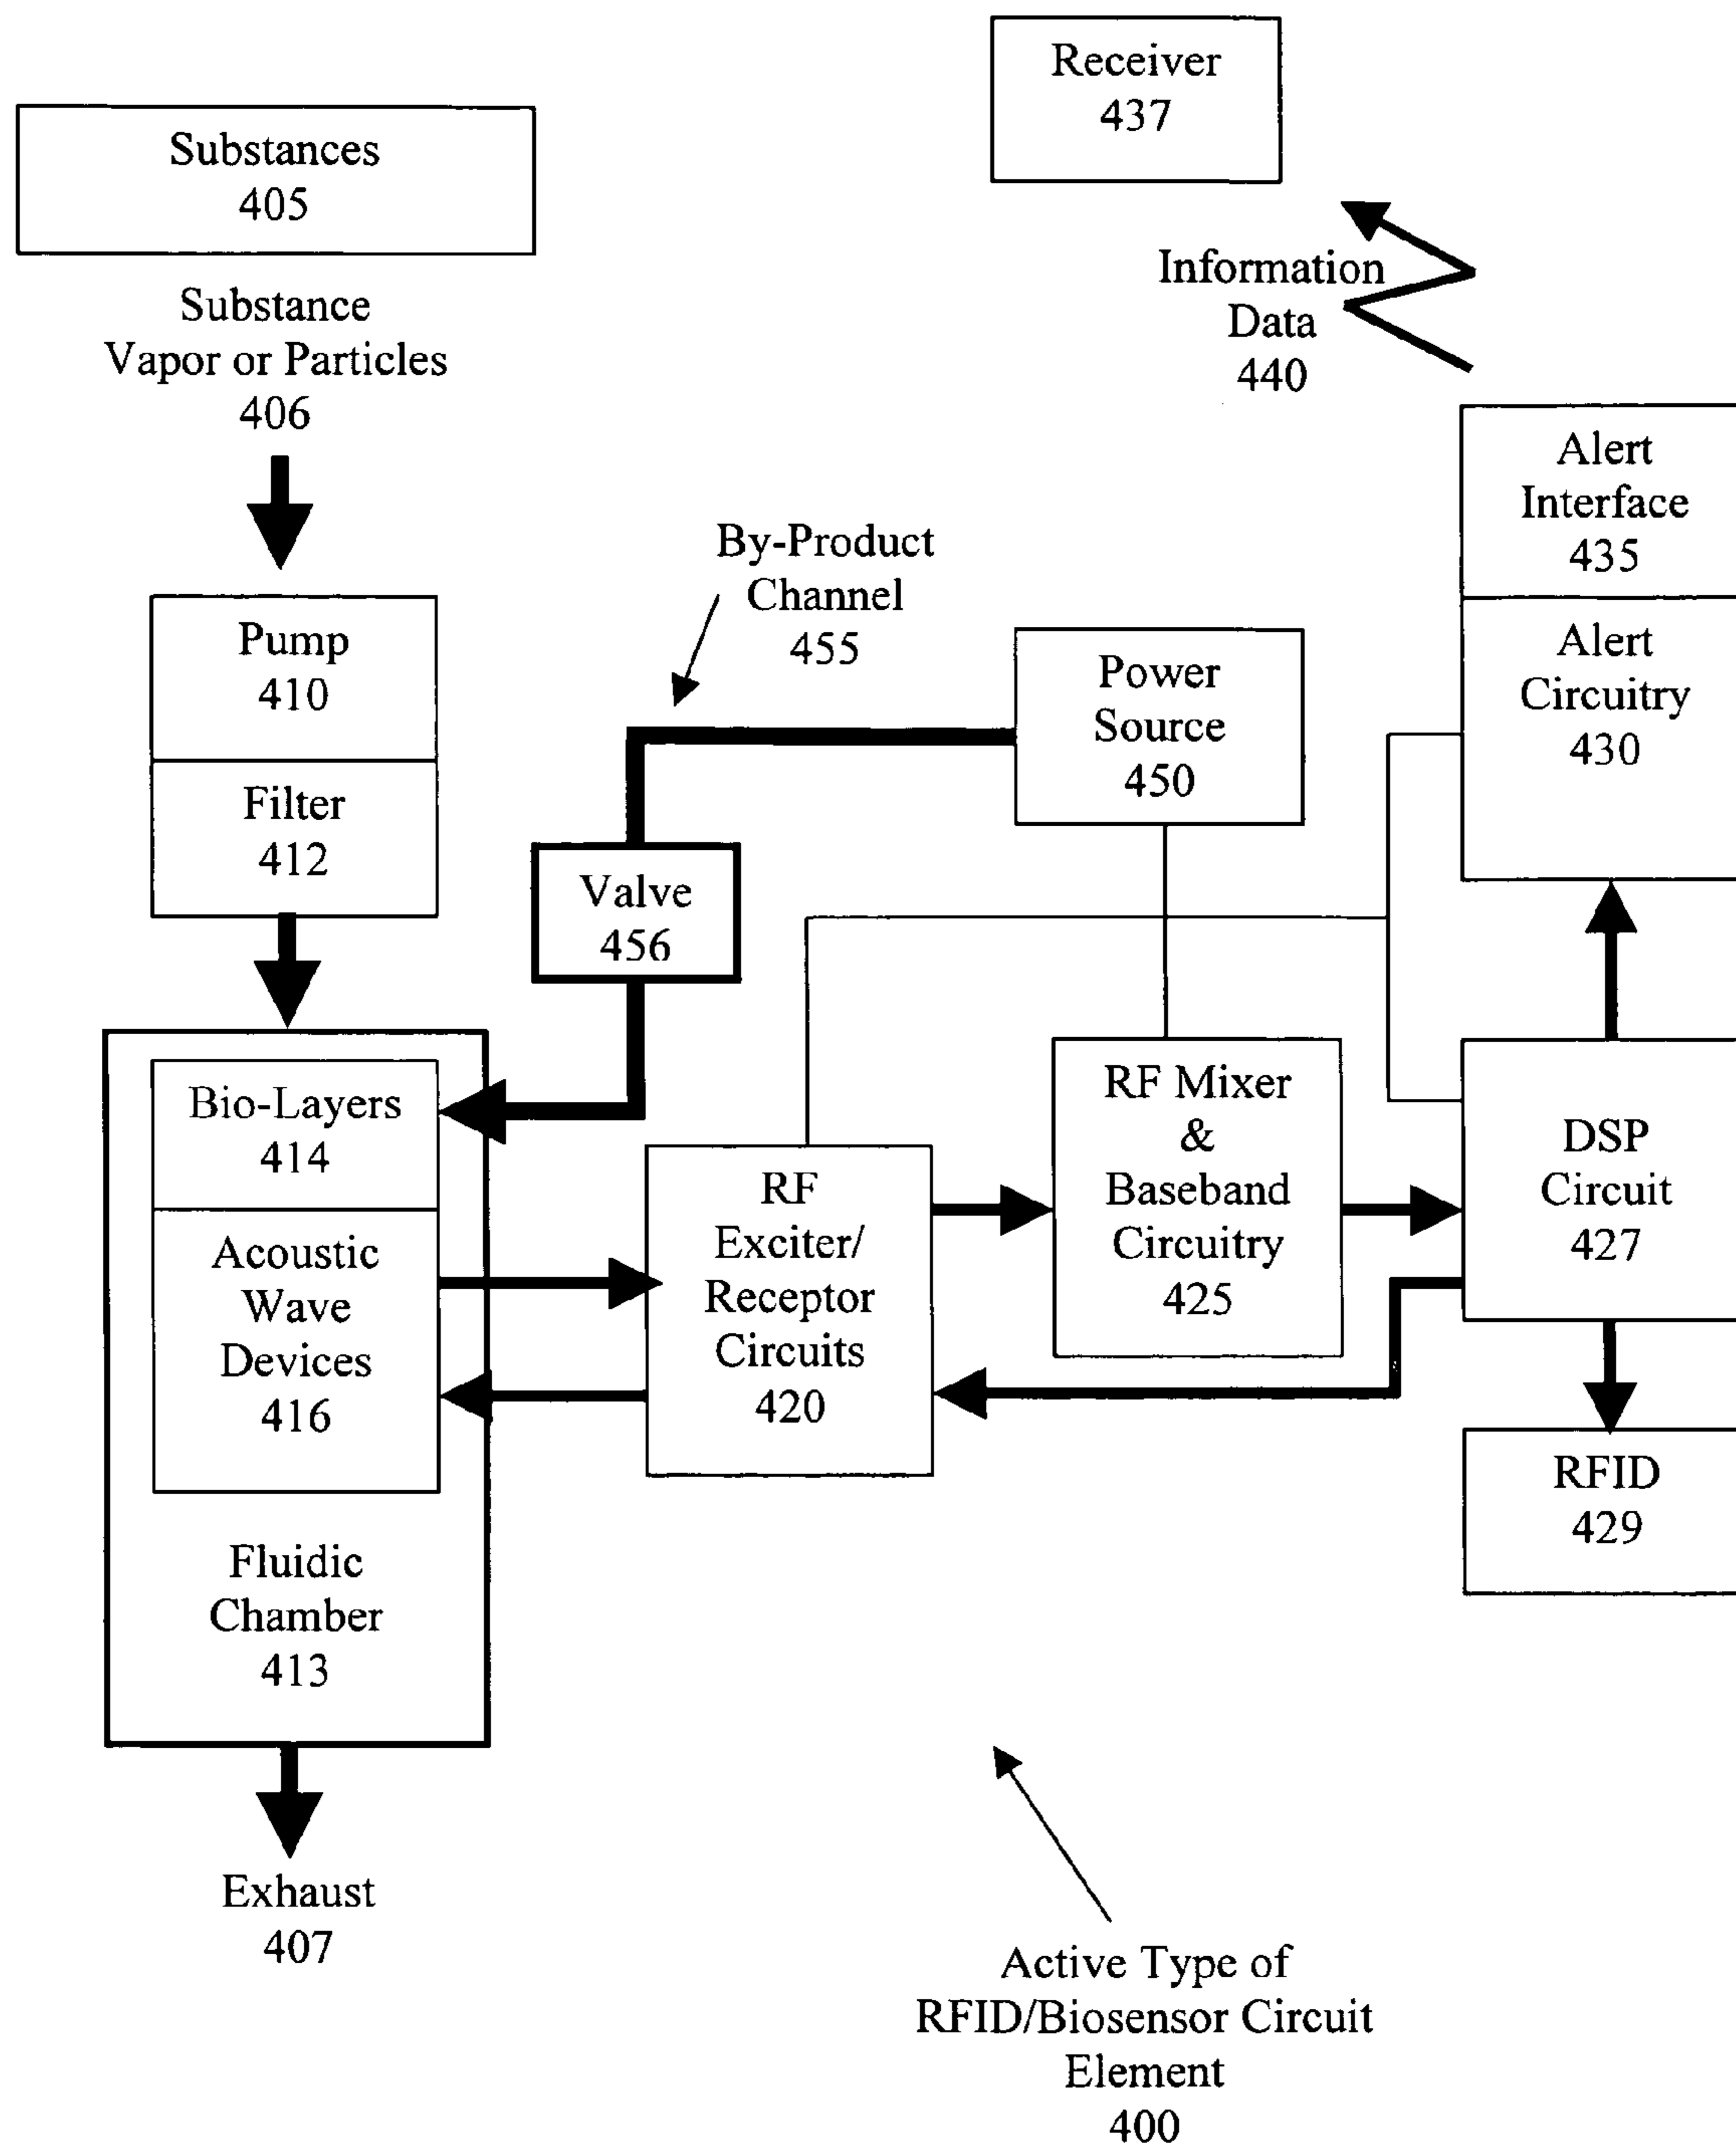 Receiver
437
Substances
405
Substance
Vapor or Particles
406
Information
Data
440
Alert
Interface
435
By-Product
Channel
455
Pump
410
Power
Source
450
Alert
Circuitry
430
Filter
412
Valve
456
Bio-Layers
414
RF Mixer
&
Baseband
Circuitry
425
DSP
Circuit
427
RF
Exciter/
Receptor
Circuits
420
Acoustic
Wave
Devices
416
RFID
429
Fluidic
Chamber
413
Exhaust
407
Active Type of
RFID/Biosensor Circuit
Element
400